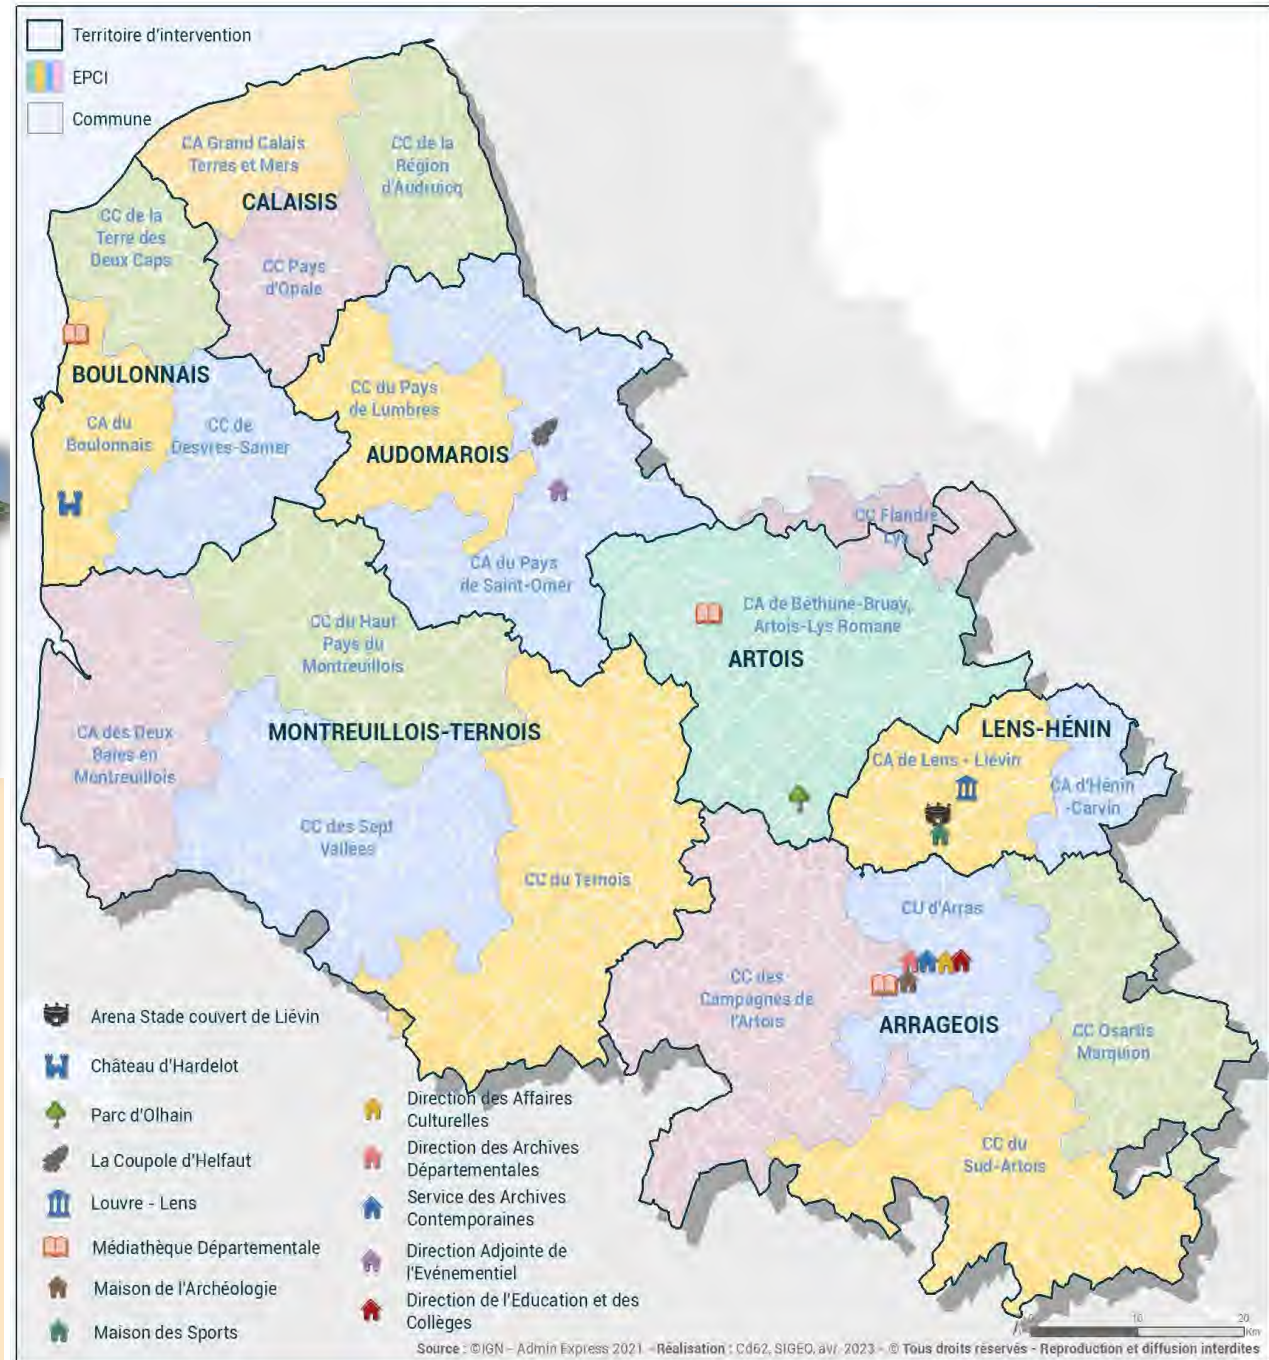 Territoire d'intervention
EPCI
Commune
CA Grand Calais
Terres et Mers
CC de la
Région
d'Audruicq
CALAISIS
CC de la
Terre des
Deux Caps
CC Pays
d'Opale
BOULONNAIS
CC du Pays
de Lumbres
CA du
Boulonnais
CC de
Desvres-Samer
AUDOMAROIS
CC Flandre
Lys
CA du Pays
de Saint-Omer
CA de Béthune-Bruay,
Artois-Lys Romane
CC du Haut
Pays du
Montreuillois
ARTOIS
MONTREUILLOIS-TERNOIS
LENS-HÉNIN
CA des Deux
Baies en
Montreuillois
CA de Lens - Liévin
CA d'Hénin
-Carvin
CC des Sept
Vallées
CC du Ternois
CU d'Arras
CC des
Campagnes de
l'Artois
ARRAGEOIS
CC Osartis
Marquion
CC du
Sud-Artois
Arena Stade couvert de Liévin
Château d'Hardelot
Parc d'Olhain
La Coupole d'Helfaut
Louvre - Lens
Médiathèque Départementale
Maison de l'Archéologie
Maison des Sports
Direction des Affaires
Culturelles
Direction des Archives
Départementales
Service des Archives
Contemporaines
Direction Adjointe de
l'Evénementiel
Direction de l'Education et des
Collèges
10 20
Km
Source : ©IGN - Admin Express 2021 - Réalisation : Cd62, SIGEO, avr. 2023 - © Tous droits réservés - Reproduction et diffusion interdites